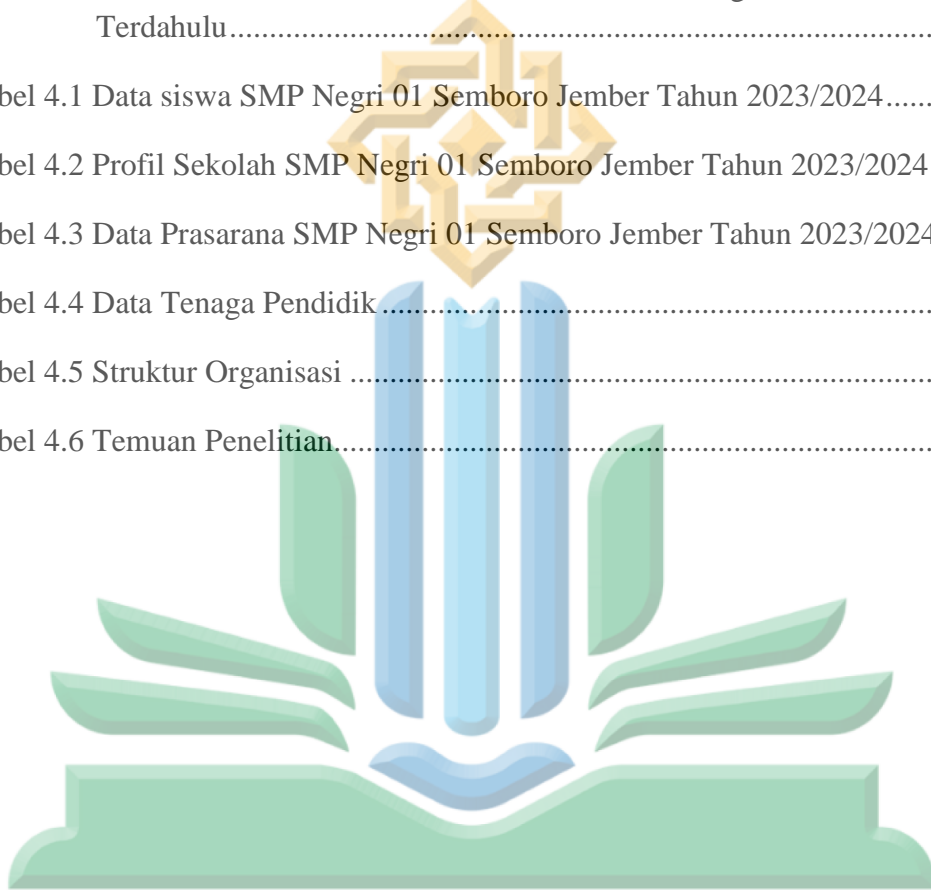 Terdahulu
bel 4.1 Data siswa SMP Negri 01 Semboro Jember Tahun 2023/2024
bel 4.2 Profil Sekolah SMP Negri 01 Semboro Jember Tahun 2023/2024
bel 4.3 Data Prasarana SMP Negri 01 Semboro Jember Tahun 2023/2024
bel 4.4 Data Tenaga Pendidik
bel 4.5 Struktur Organisasi
bel 4.6 Temuan Penelitian